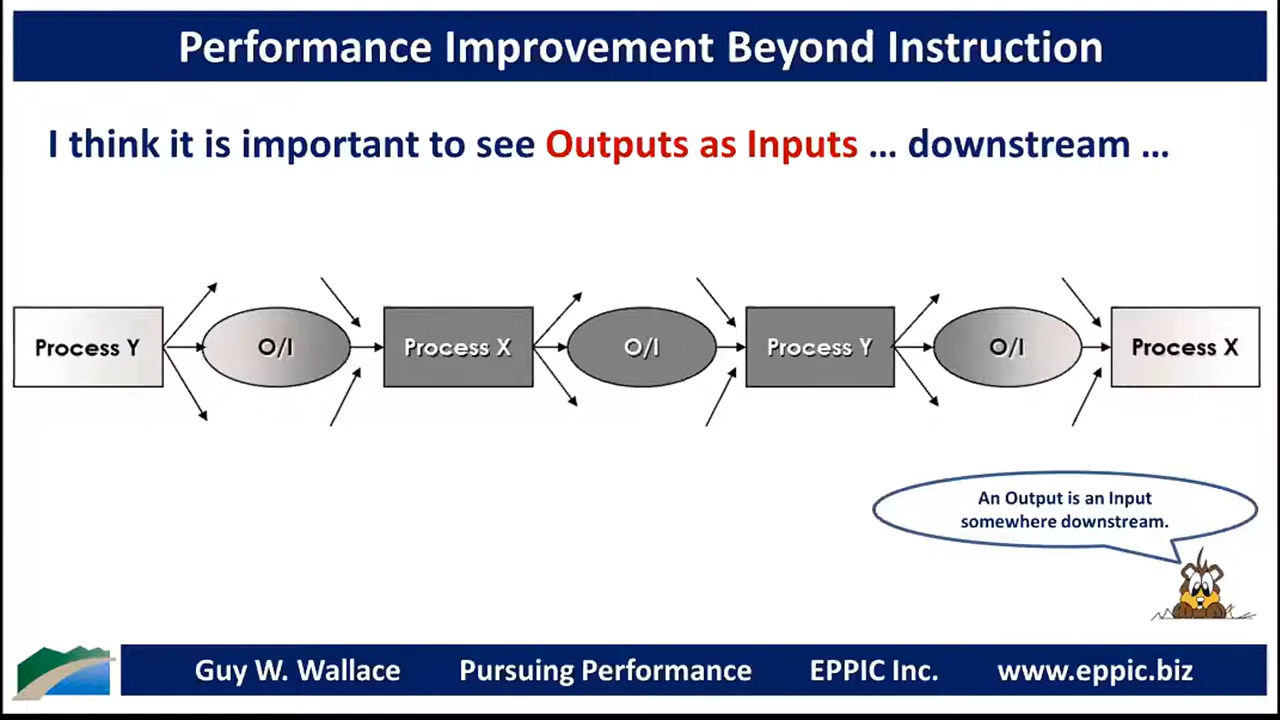 Performance Improvement Beyond Instruction
I think it is important to see Outputs as Inputs ... downstream ...
Process Y O/I Process X O/I Process Y O/I Process X
An Output is an Input
somewhere downstream.
Guy W. Wallace Pursuing Performance EPPIC Inc. www.eppic.biz